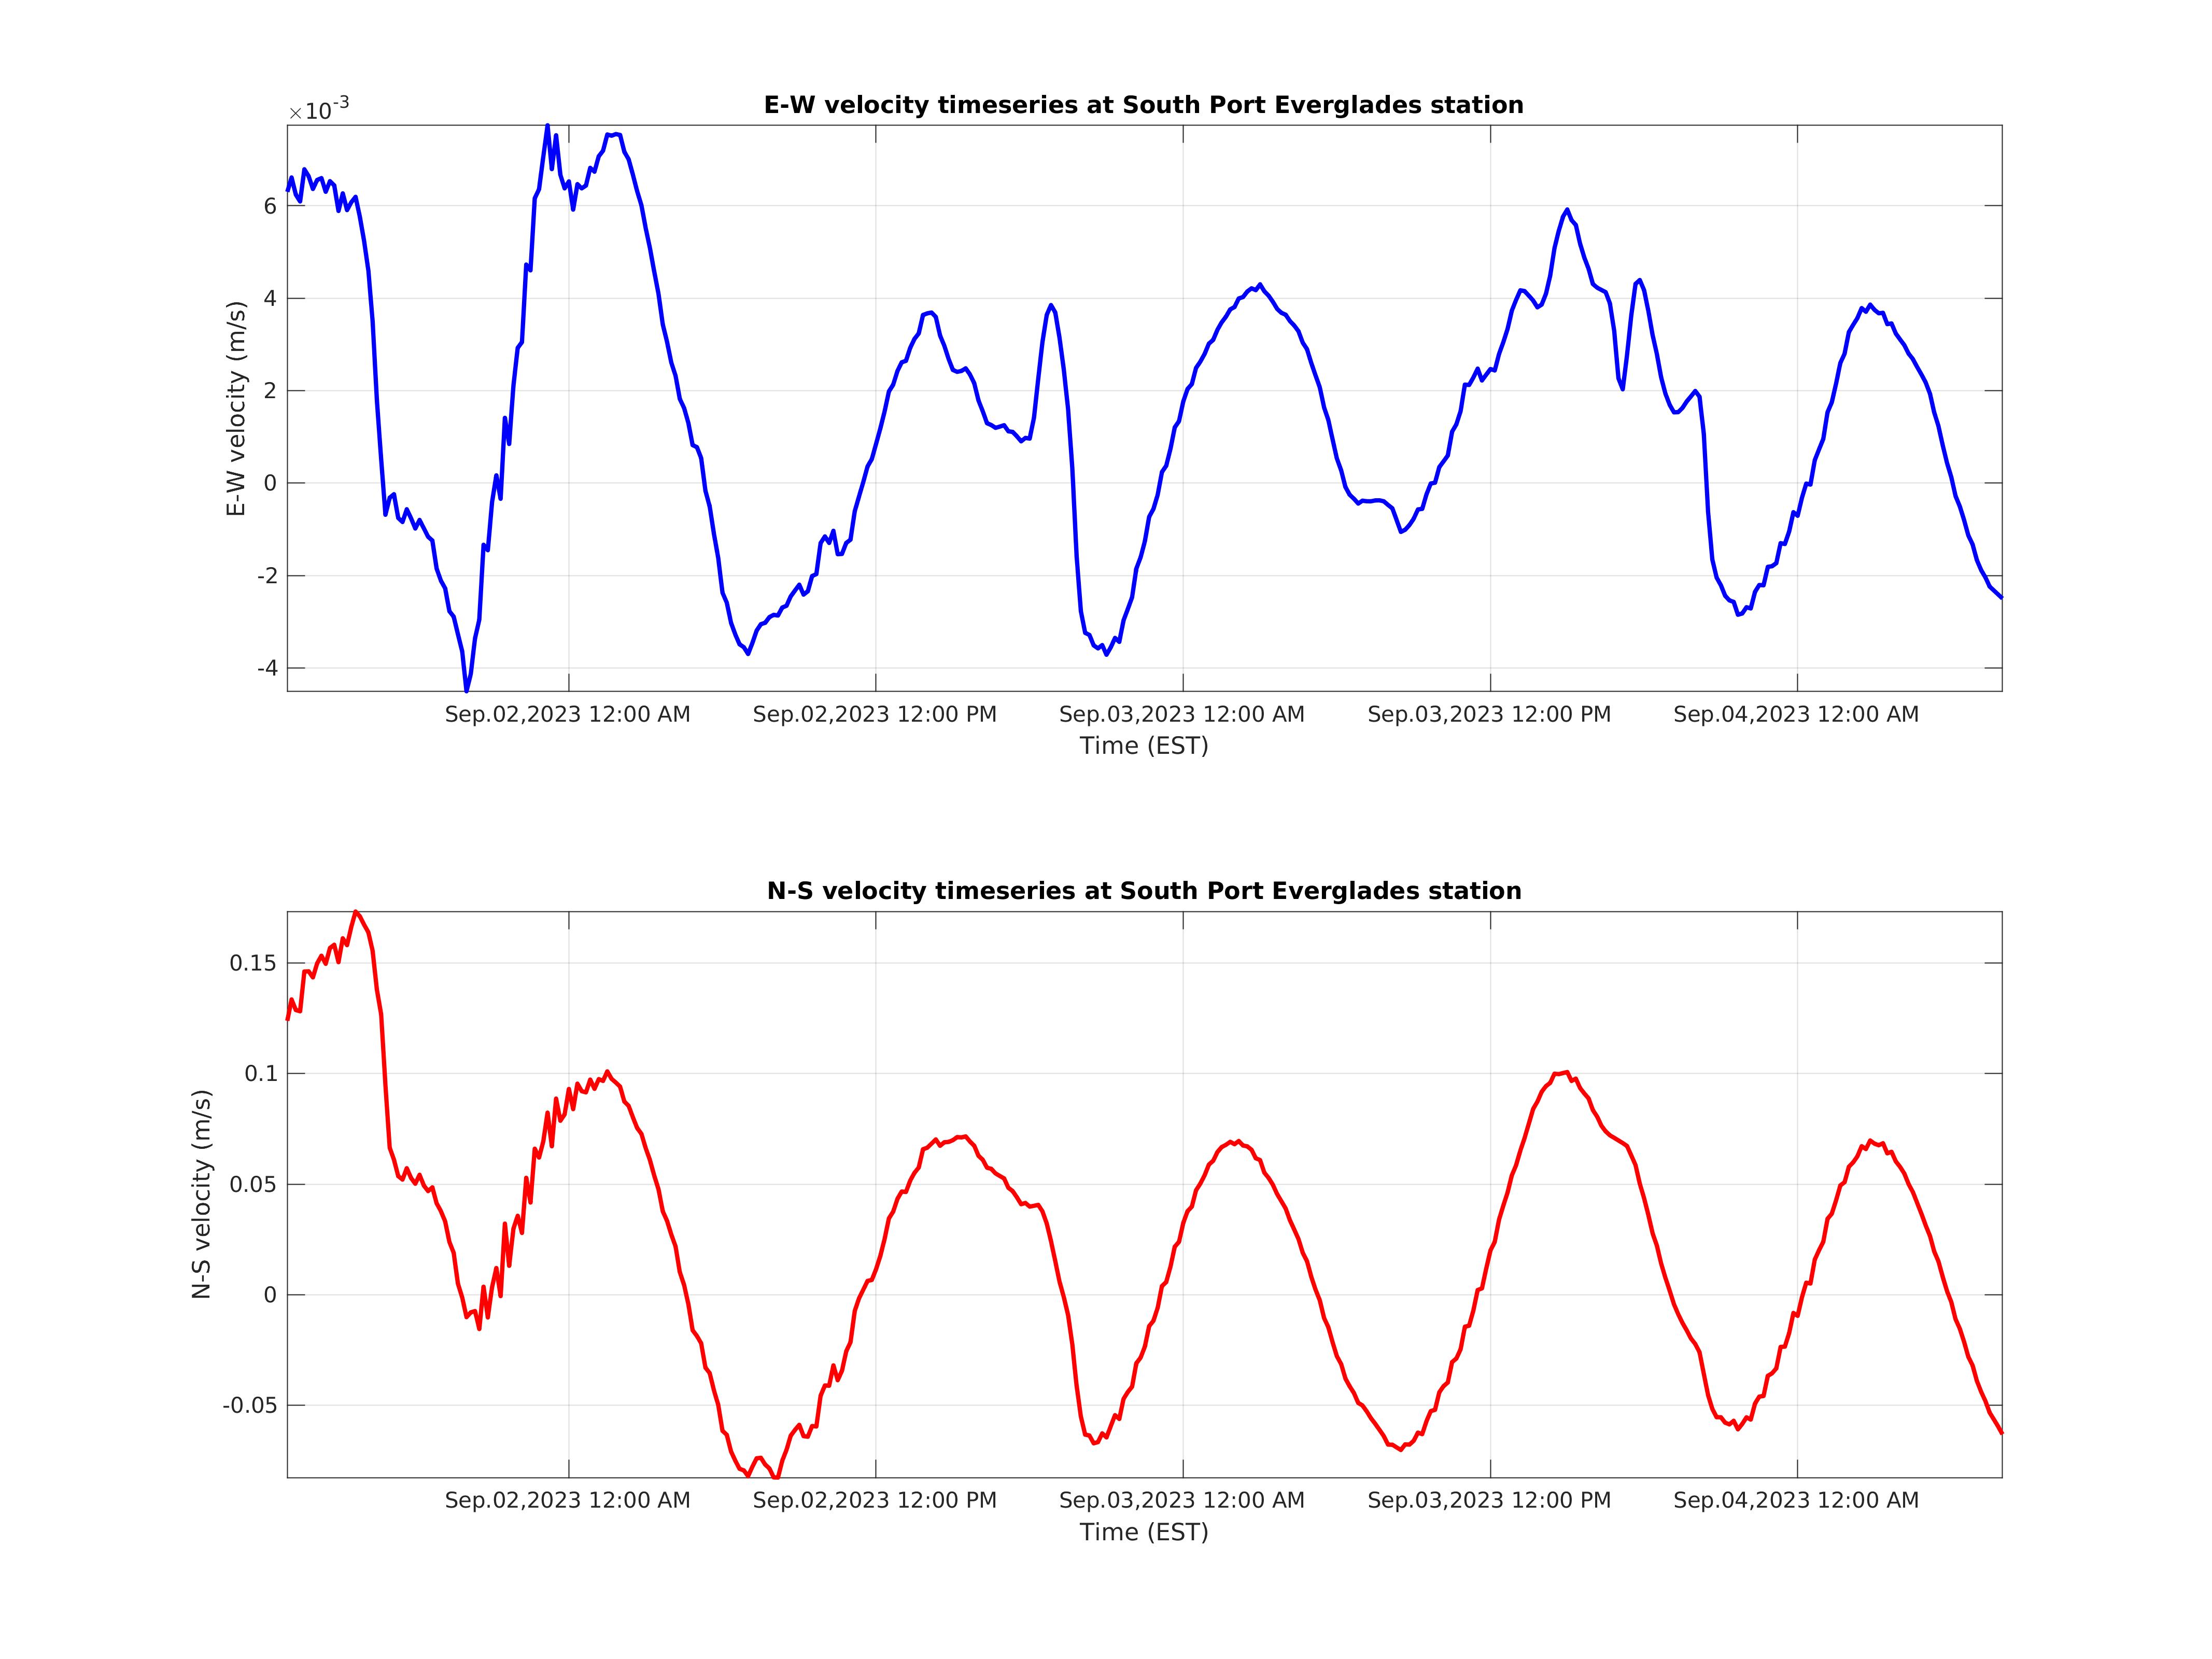 ×10-3
E-W velocity timeseries at South Port Everglades station
6
4
2
0
-2
-4
E-W velocity (m/s)
Sep.02,2023 12:00 AM
Sep.02,2023 12:00 PM
Sep.03,2023 12:00 AM
Sep.03,2023 12:00 PM
Sep.04,2023 12:00 AM
Time (EST)
N-S velocity timeseries at South Port Everglades station
0.15
0.1
0.05
0
-0.05
N-S velocity (m/s)
Sep.02,2023 12:00 AM
Sep.02,2023 12:00 PM
Sep.03,2023 12:00 AM
Sep.03,2023 12:00 PM
Sep.04,2023 12:00 AM
Time (EST)